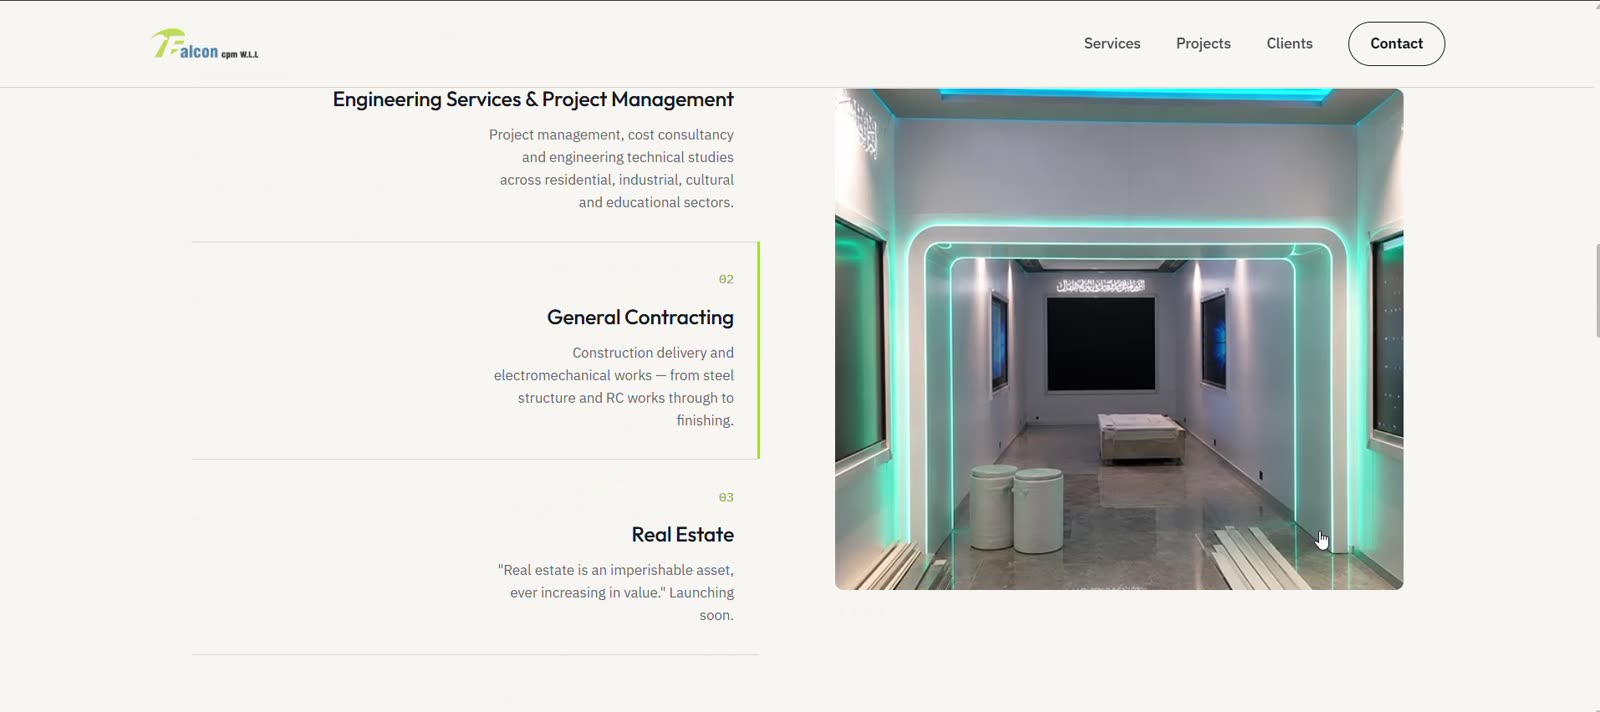 Falcon cpm W.L.L
Services
Projects
Clients
Contact
Engineering Services & Project Management
Project management, cost consultancy
and engineering technical studies
across residential, industrial, cultural
and educational sectors.
02
General Contracting
Construction delivery and
electromechanical works — from steel
structure and RC works through to
finishing.
03
Real Estate
"Real estate is an imperishable asset,
ever increasing in value." Launching
soon.